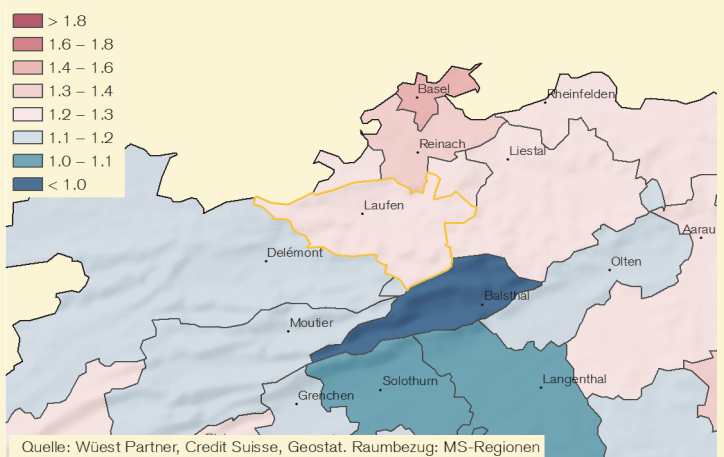 > 1.8
1.6 – 1.8
1.4 – 1.6
1.3 – 1.4
1.2 – 1.3
1.1 – 1.2
1.0 – 1.1
< 1.0
Basel
Rheinfelden
Reinach
Liestal
Laufen
Aarau
Delémont
Olten
Balsthal
Moutier
Solothurn
Langenthal
Grenchen
Quelle: Wüest Partner, Credit Suisse, Geostat. Raumbezug: MS-Regionen